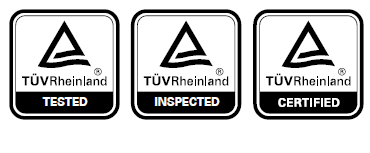 ®
TÜVRheinland
TESTED
®
TÜVRheinland
INSPECTED
®
TÜVRheinland
CERTIFIED